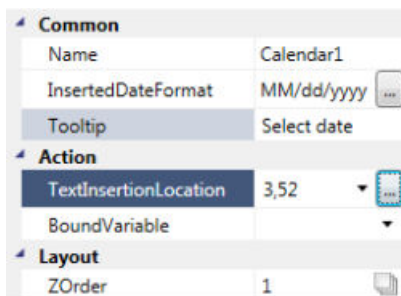 Common
Name Calendar1
InsertedDateFormat MM/dd/yyyy ...
Tooltip Select date
Action
TextInsertionLocation 3,52 ...
BoundVariable
Layout
ZOrder 1